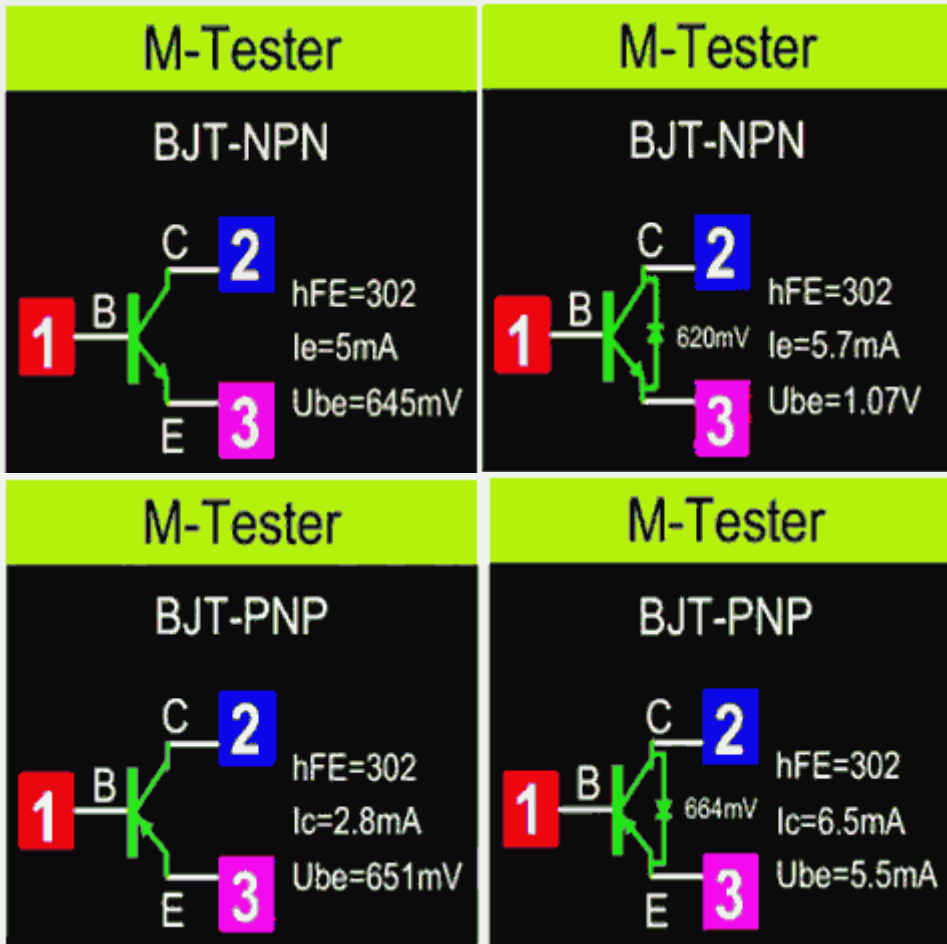 M-Tester
BJT-NPN
C
2
hFE=302
1
B
Ie=5mA
3
Ube=645mV
E
M-Tester
BJT-NPN
C
2
hFE=302
1
B
620mV
Ie=5.7mA
3
Ube=1.07V
M-Tester
BJT-PNP
C
2
hFE=302
1
B
Ic=2.8mA
3
Ube=651mV
E
M-Tester
BJT-PNP
C
2
hFE=302
1
B
664mV
Ic=6.5mA
3
Ube=5.5mA
E